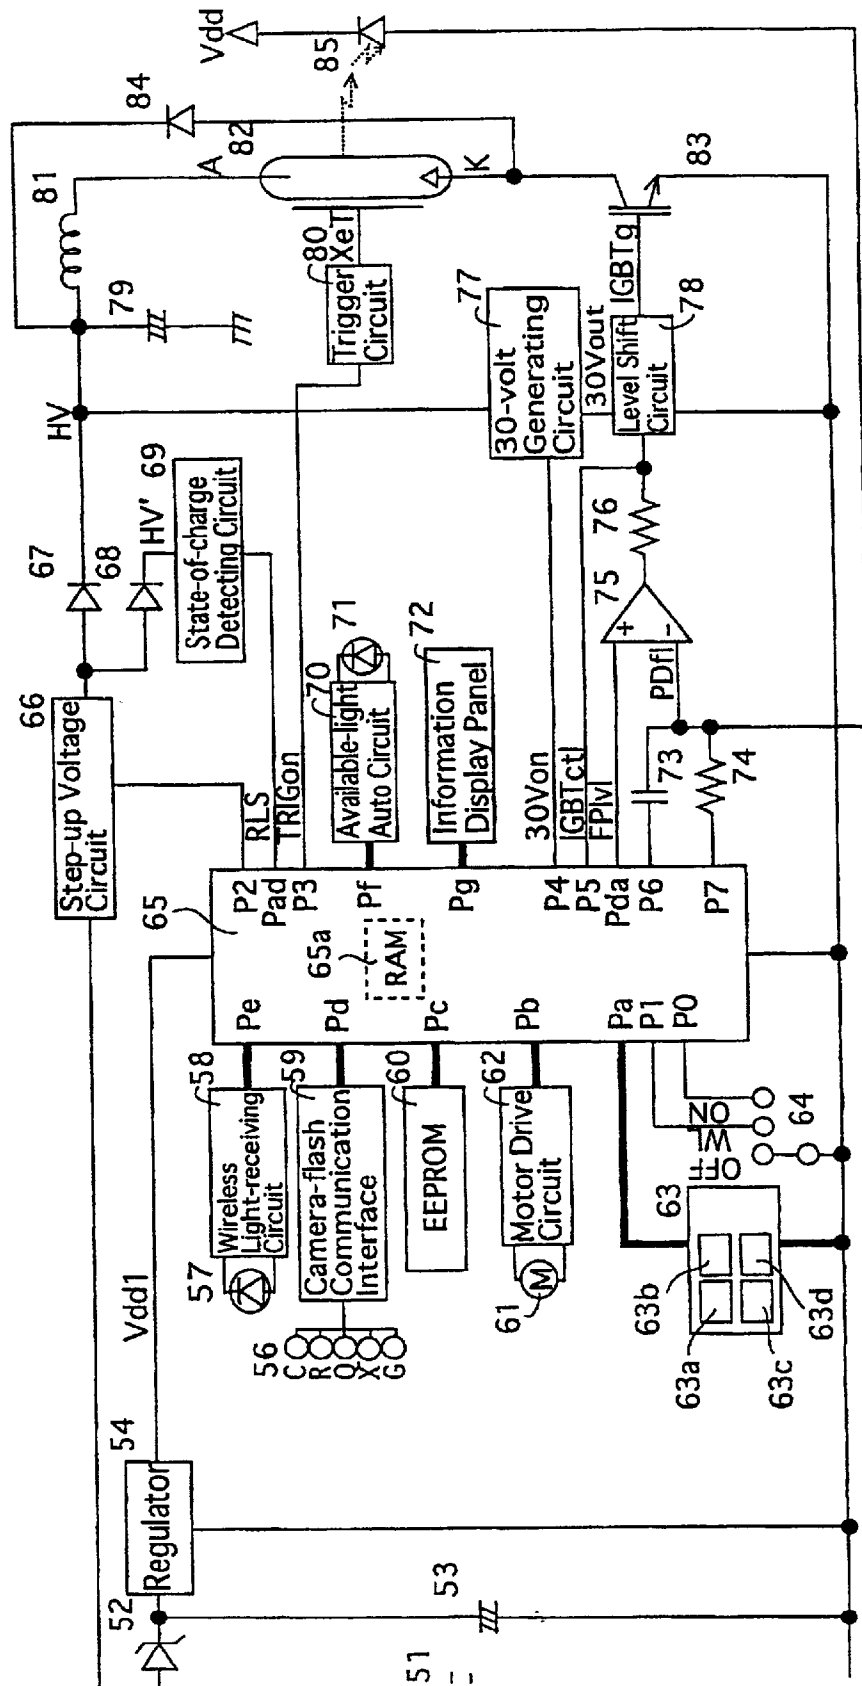 51
52
53
54
Regulator
Vdd1
56
C
R
Q
X
G
57
58
Wireless
Light-receiving
Circuit
59
Camera-flash
Communication
Interface
60
EEPROM
61
M
62
Motor Drive
Circuit
63
63a
63b
63c
63d
64
OFF
WL
ON
65
65a
RAM
Pe
Pd
Pc
Pb
Pa
P1
P0
P2
Pad
P3
Pf
Pg
P4
P5
Pda
P6
P7
66
Step-up Voltage
Circuit
RLS
TRIGon
67
68
HV'
69
State-of-charge
Detecting Circuit
70
Available-light
Auto Circuit
71
72
Information
Display Panel
30Von
IGBTctl
FPlvl
73
74
75
+
-
PDfl
76
HV
77
30-volt
Generating
Circuit
30Vout
78
Level Shift
Circuit
IGBTg
79
80
Trigger
Circuit
XeT
81
A
82
K
83
84
85
Vdd